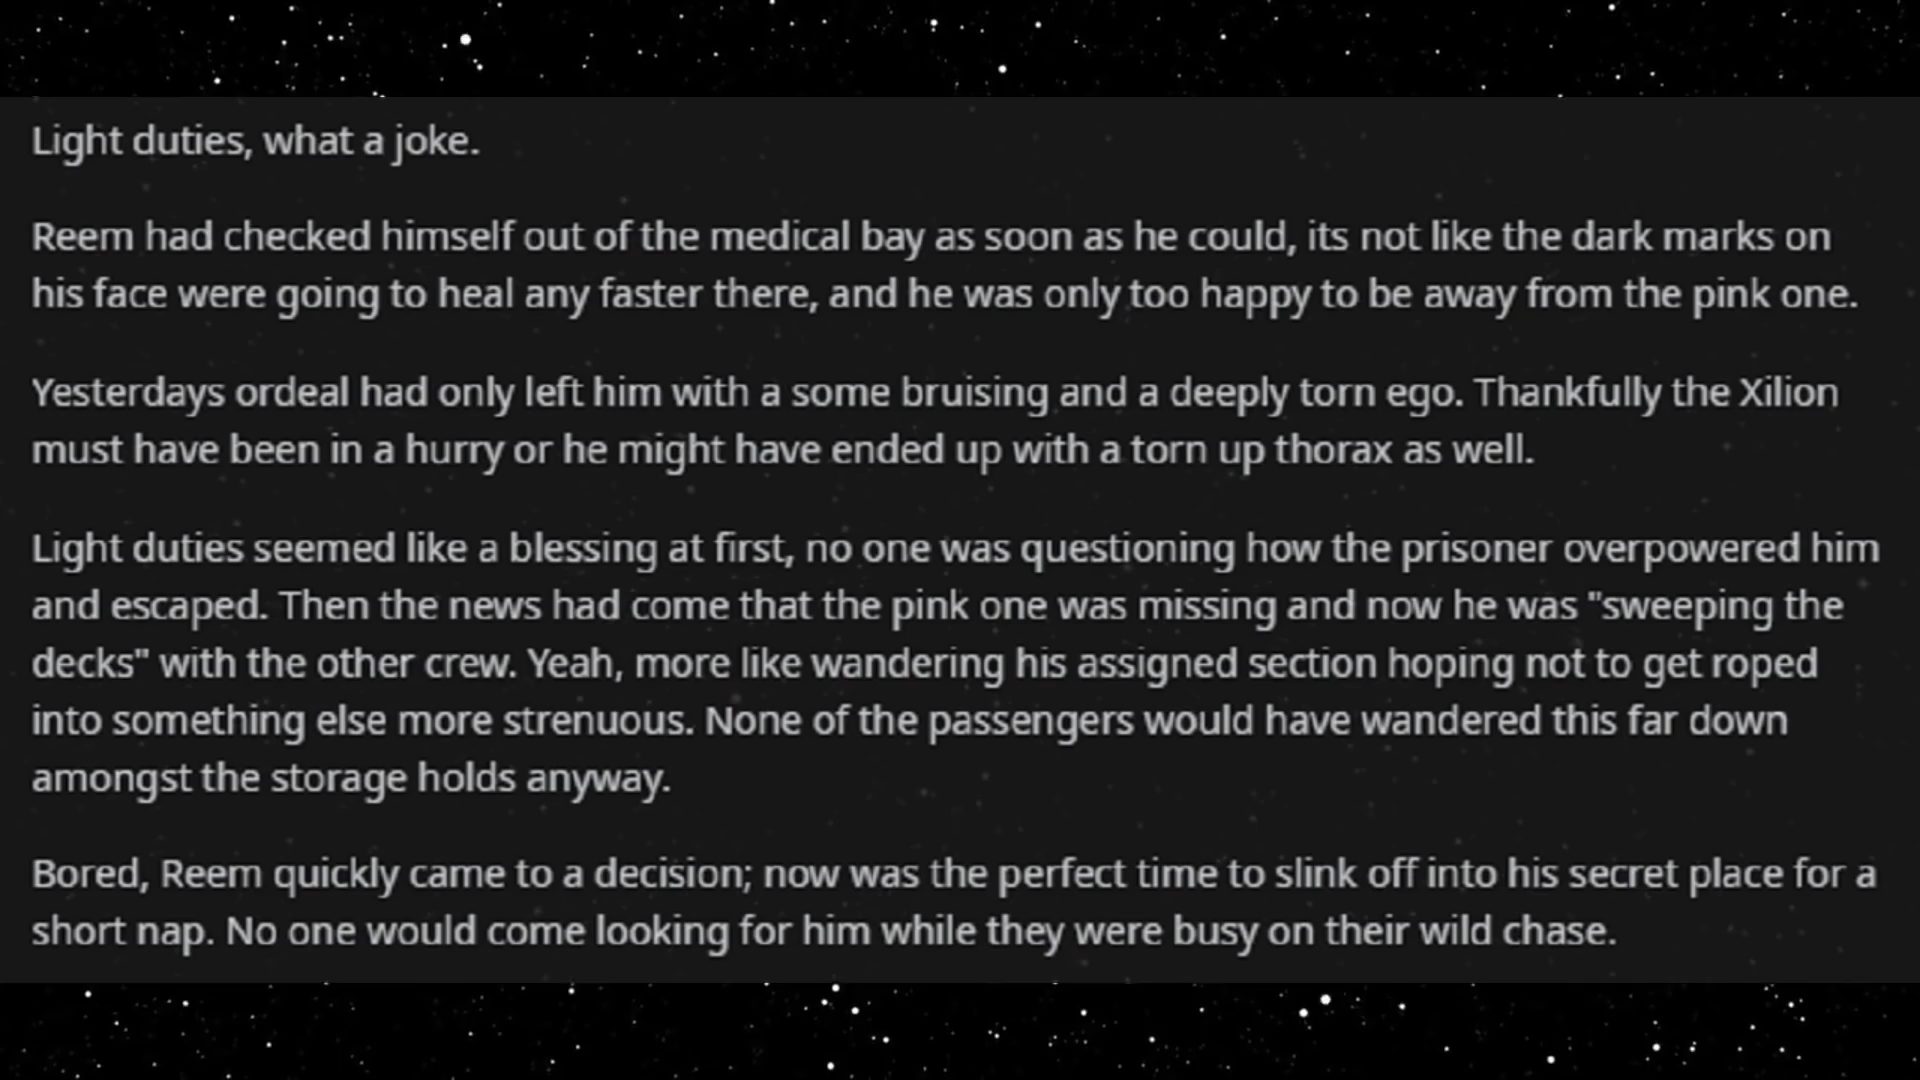 Light duties, what a joke.
Reem had checked himself out of the medical bay as soon as he could, its not like the dark marks on
his face were going to heal any faster there, and he was only too happy to be away from the pink one.
Yesterdays ordeal had only left him with a some bruising and a deeply torn ego. Thankfully the Xilion
must have been in a hurry or he might have ended up with a torn up thorax as well.
Light duties seemed like a blessing at first, no one was questioning how the prisoner overpowered him
and escaped. Then the news had come that the pink one was missing and now he was "sweeping the
decks" with the other crew. Yeah, more like wandering his assigned section hoping not to get roped
into something else more strenuous. None of the passengers would have wandered this far down
amongst the storage holds anyway.
Bored, Reem quickly came to a decision; now was the perfect time to slink off into his secret place for a
short nap. No one would come looking for him while they were busy on their wild chase.